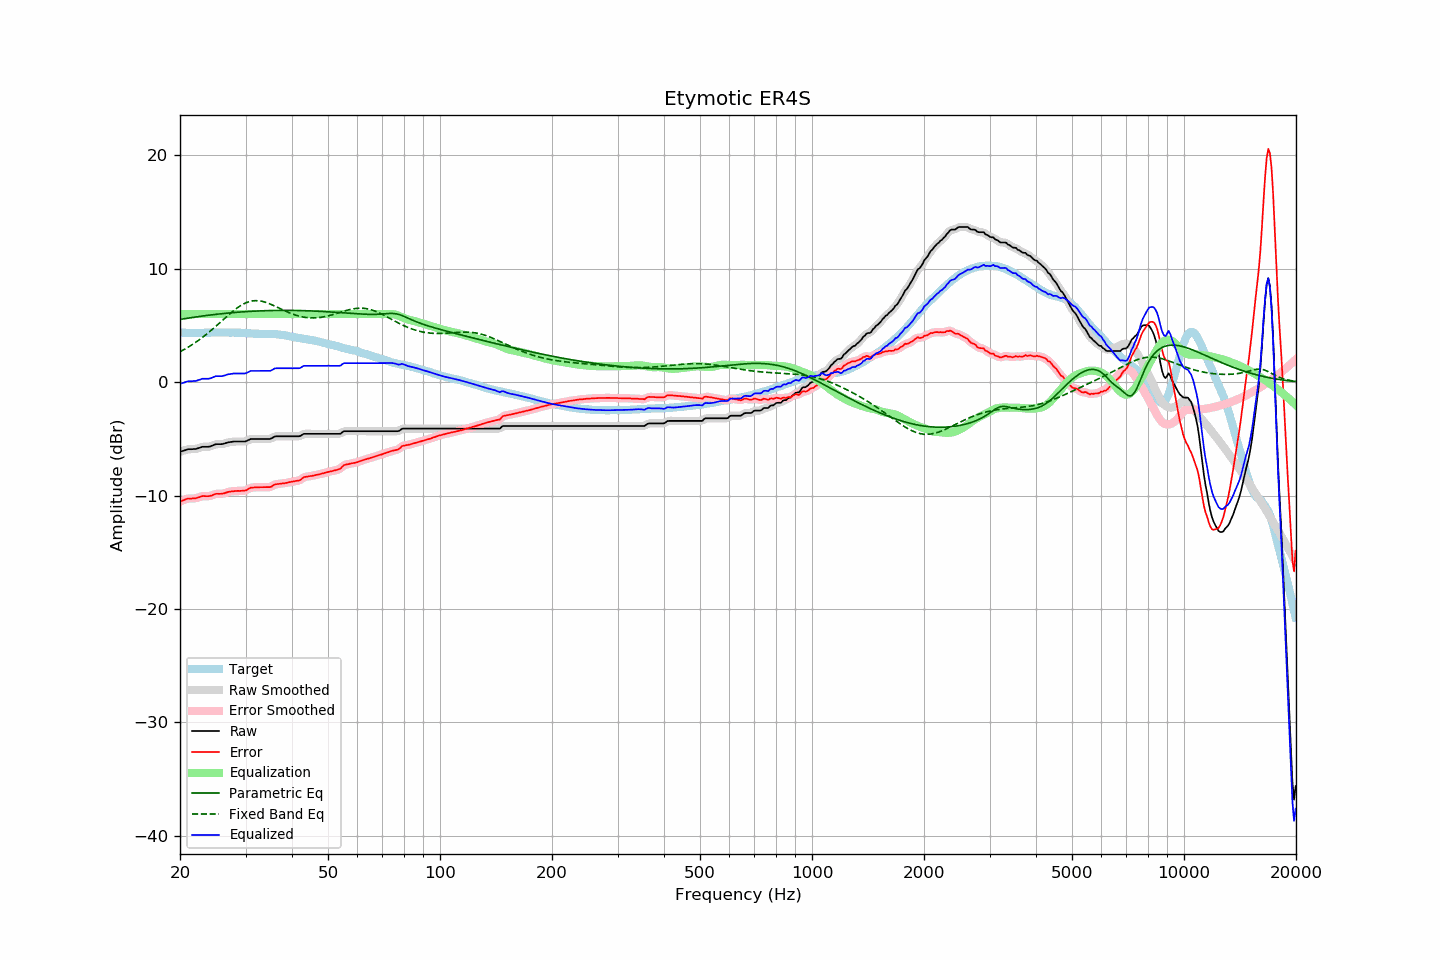 Etymotic ER4S
20
10
0
−10
−20
−30
−40
Amplitude (dBr)
Target
Raw Smoothed
Error Smoothed
Raw
Error
Equalization
Parametric Eq
Fixed Band Eq
Equalized
20 50 100 200 500 1000 2000 5000 10000 20000
Frequency (Hz)